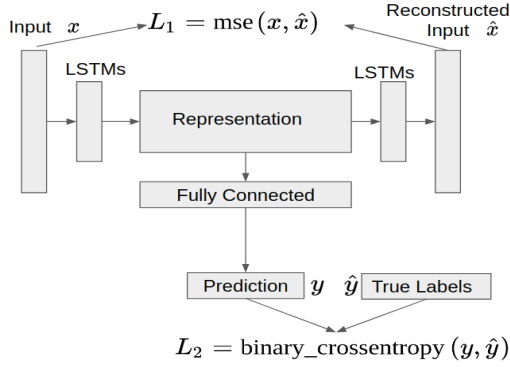 Input x
L₁ = mse (x, x̂)
Reconstructed
Input x̂
LSTMs
LSTMs
Representation
Fully Connected
Prediction y ŷ True Labels
L₂ = binary_crossentropy (y, ŷ)